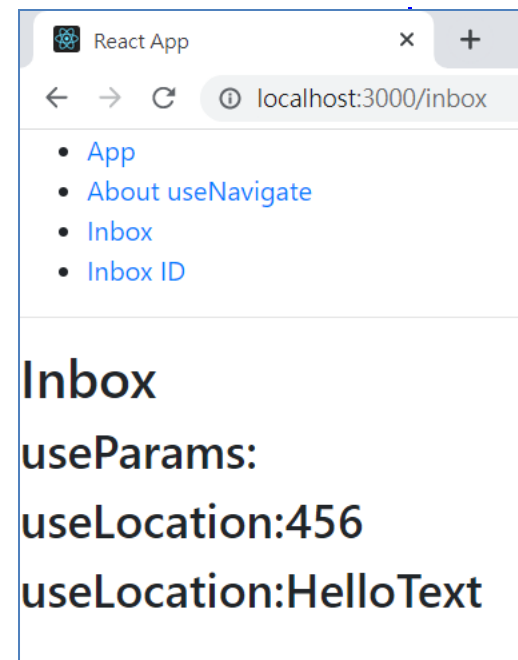 React App
localhost:3000/inbox
App
About useNavigate
Inbox
Inbox ID
Inbox
useParams:
useLocation:456
useLocation:HelloText